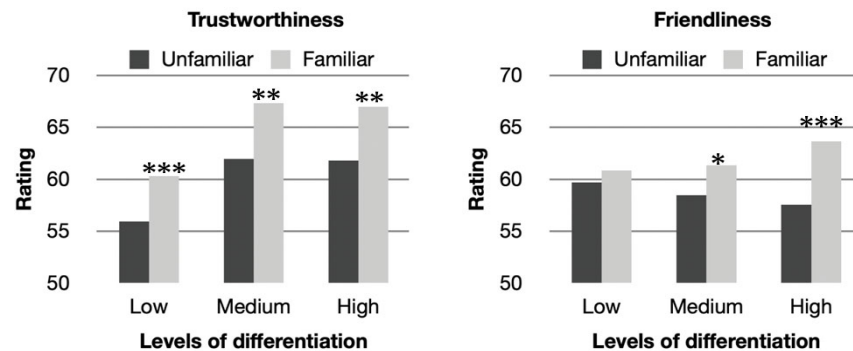 Trustworthiness
Unfamiliar Familiar
70
65
60
55
50
Rating
***
**
**
Low Medium High
Levels of differentiation
Friendliness
Unfamiliar Familiar
70
65
60
55
50
Rating
*
***
Low Medium High
Levels of differentiation